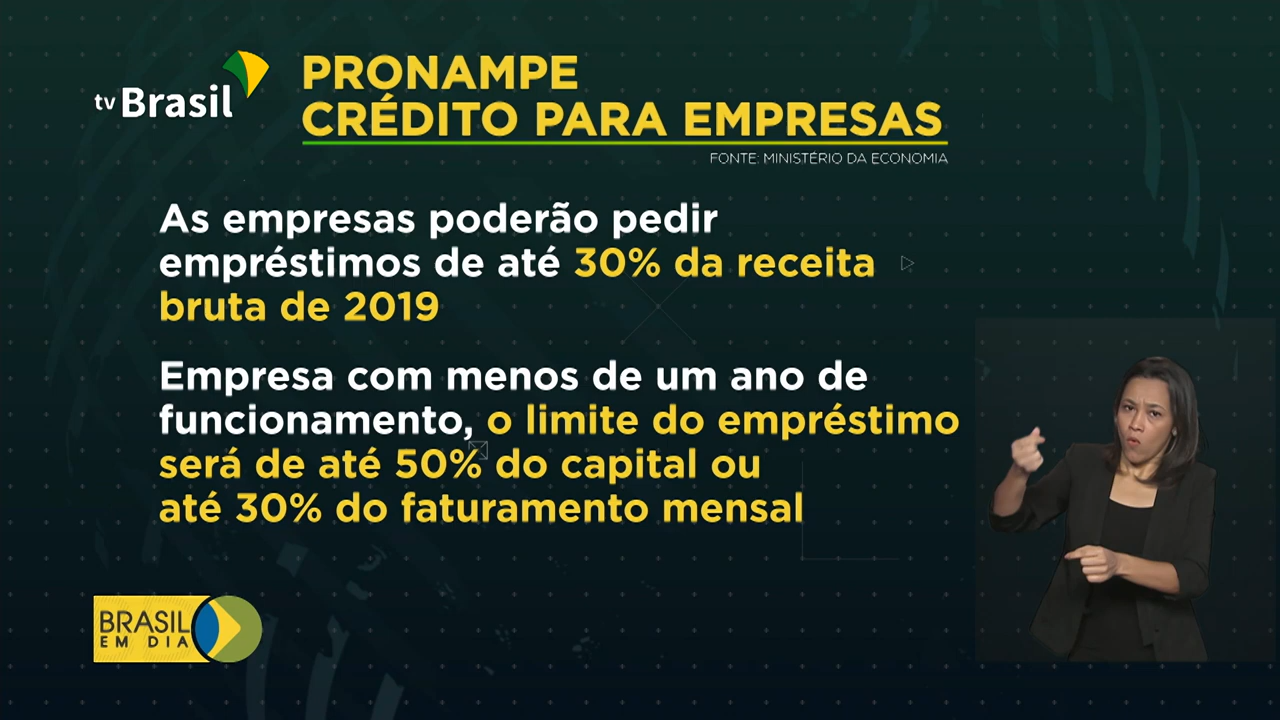 tv Brasil
PRONAMPE
CRÉDITO PARA EMPRESAS
FONTE: MINISTÉRIO DA ECONOMIA
As empresas poderão pedir
empréstimos de até 30% da receita
bruta de 2019
Empresa com menos de um ano de
funcionamento, o limite do empréstimo
será de até 50% do capital ou
até 30% do faturamento mensal
BRASIL
EM DIA